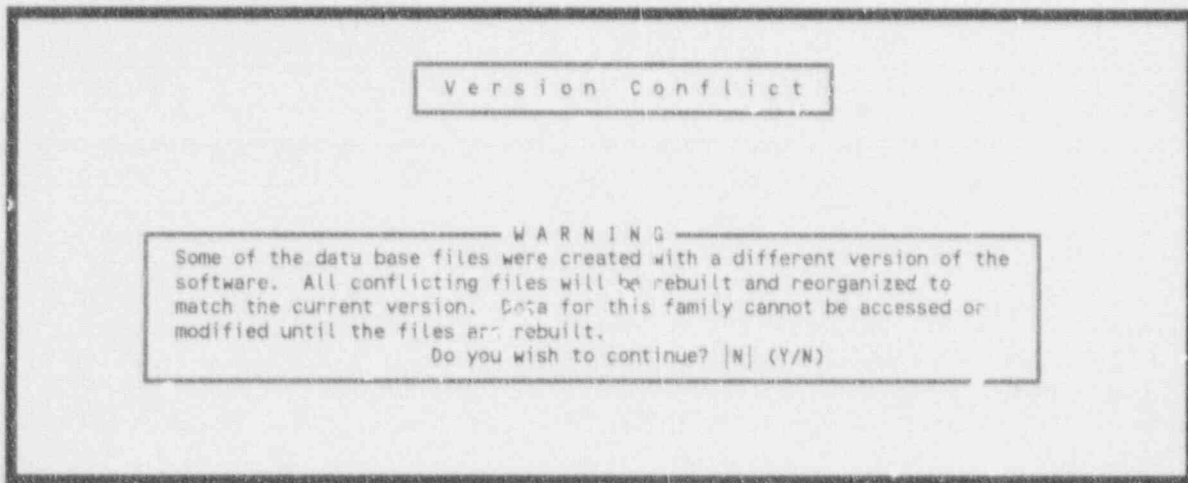 Version Conflict
WARNING
Some of the data base files were created with a different version of the
software. All conflicting files will be rebuilt and reorganized to
match the current version. Data for this family cannot be accessed or
modified until the files are rebuilt.
Do you wish to continue? |N| (Y/N)